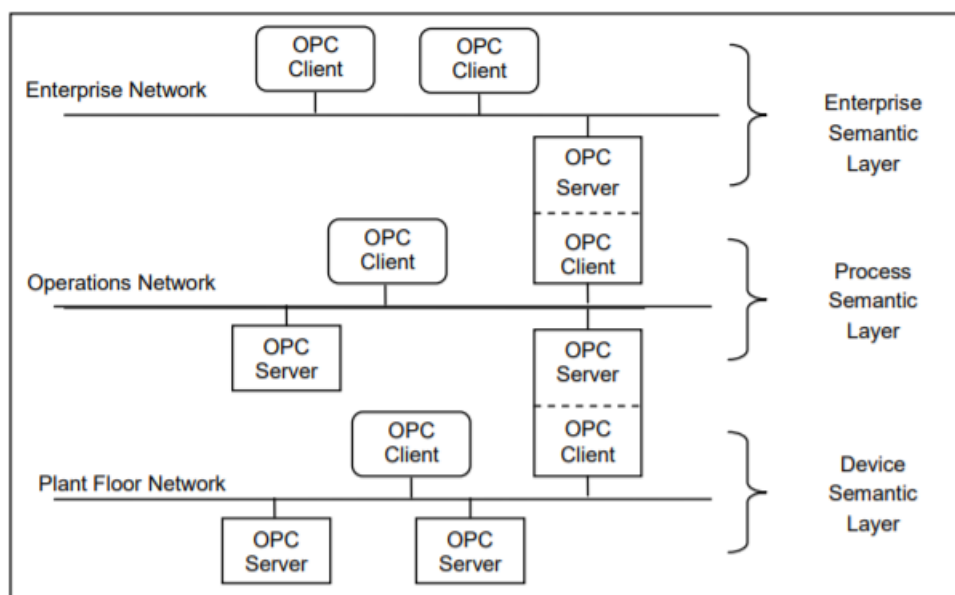 OPC
Client
OPC
Client
Enterprise Network
Enterprise
Semantic
Layer
OPC
Server
OPC
Client
OPC
Client
Operations Network
Process
Semantic
Layer
OPC
Server
OPC
Server
OPC
Client
OPC
Client
Plant Floor Network
Device
Semantic
Layer
OPC
Server
OPC
Server